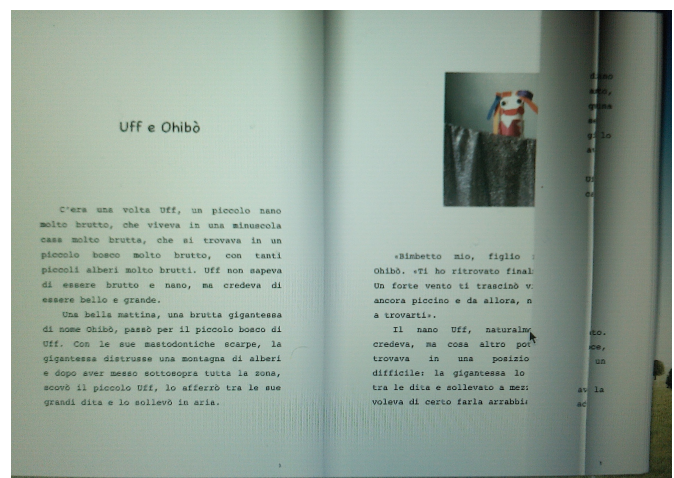 Uff e Ohibò
C'era una volta Uff, un piccolo nano
molto brutto, che viveva in una minuscola
casa molto brutta, che si trovava in un
piccolo bosco molto brutto, con tanti
piccoli alberi molto brutti. Uff non sapeva
di essere brutto e nano, ma credeva di
essere bello e grande.
Una bella mattina, una brutta gigantessa
di nome Ohibò, passò per il piccolo bosco di
Uff. Con le sue mastodontiche scarpe, la
gigantessa distrusse una montagna di alberi
e dopo aver messo sottosopra tutta la zona,
scovò il piccolo Uff, lo afferrò tra le sue
grandi dita e lo sollevò in aria.
«Bimbetto mio, figlio
Ohibò. «Ti ho ritrovato
Un forte vento ti trascinò
ancora piccino e da allora,
a trovarti».
Il nano Uff,
credeva, ma cosa altro
trovava in una
difficile: la gigantessa lo
tra le dita e sollevato a
voleva di certo farla
un
la